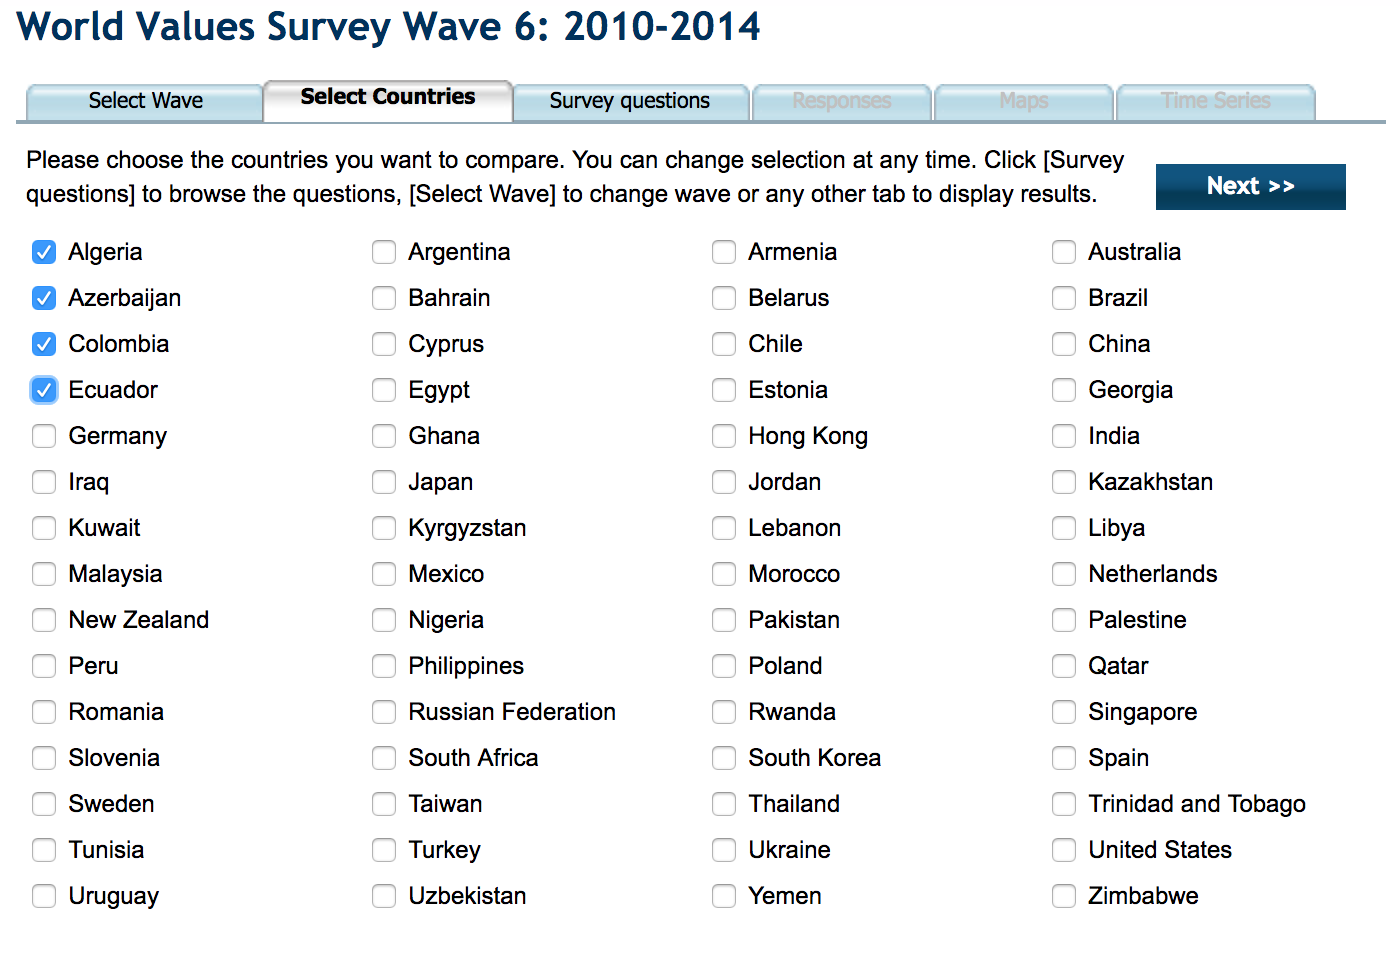 World Values Survey Wave 6: 2010-2014
Select Wave Select Countries Survey questions Responses Maps Time Series
Please choose the countries you want to compare. You can change selection at any time. Click [Survey
questions] to browse the questions, [Select Wave] to change wave or any other tab to display results.
Next >>
Algeria Argentina Armenia Australia
Azerbaijan Bahrain Belarus Brazil
Colombia Cyprus Chile China
Ecuador Egypt Estonia Georgia
Germany Ghana Hong Kong India
Iraq Japan Jordan Kazakhstan
Kuwait Kyrgyzstan Lebanon Libya
Malaysia Mexico Morocco Netherlands
New Zealand Nigeria Pakistan Palestine
Peru Philippines Poland Qatar
Romania Russian Federation Rwanda Singapore
Slovenia South Africa South Korea Spain
Sweden Taiwan Thailand Trinidad and Tobago
Tunisia Turkey Ukraine United States
Uruguay Uzbekistan Yemen Zimbabwe